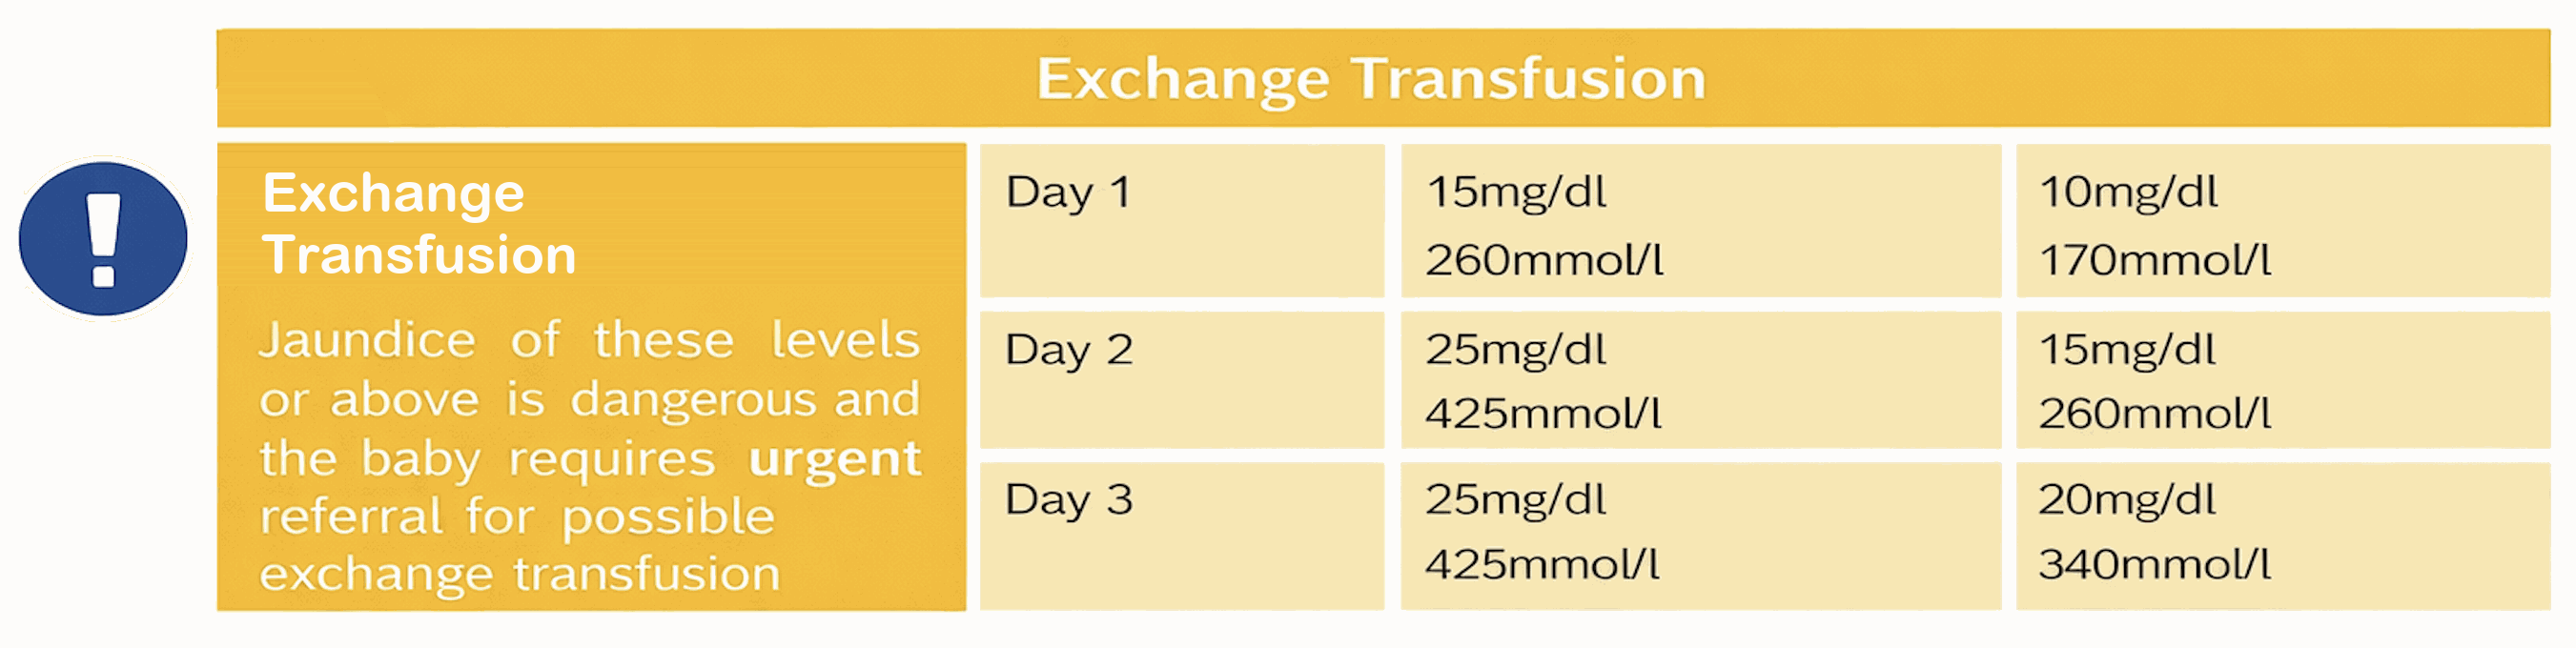 Exchange Transfusion
!
Exchange
Transfusion
Jaundice of these levels
or above is dangerous and
the baby requires urgent
referral for possible
exchange transfusion
Day 1
15mg/dl
260mmol/l
10mg/dl
170mmol/l
Day 2
25mg/dl
425mmol/l
15mg/dl
260mmol/l
Day 3
25mg/dl
425mmol/l
20mg/dl
340mmol/l